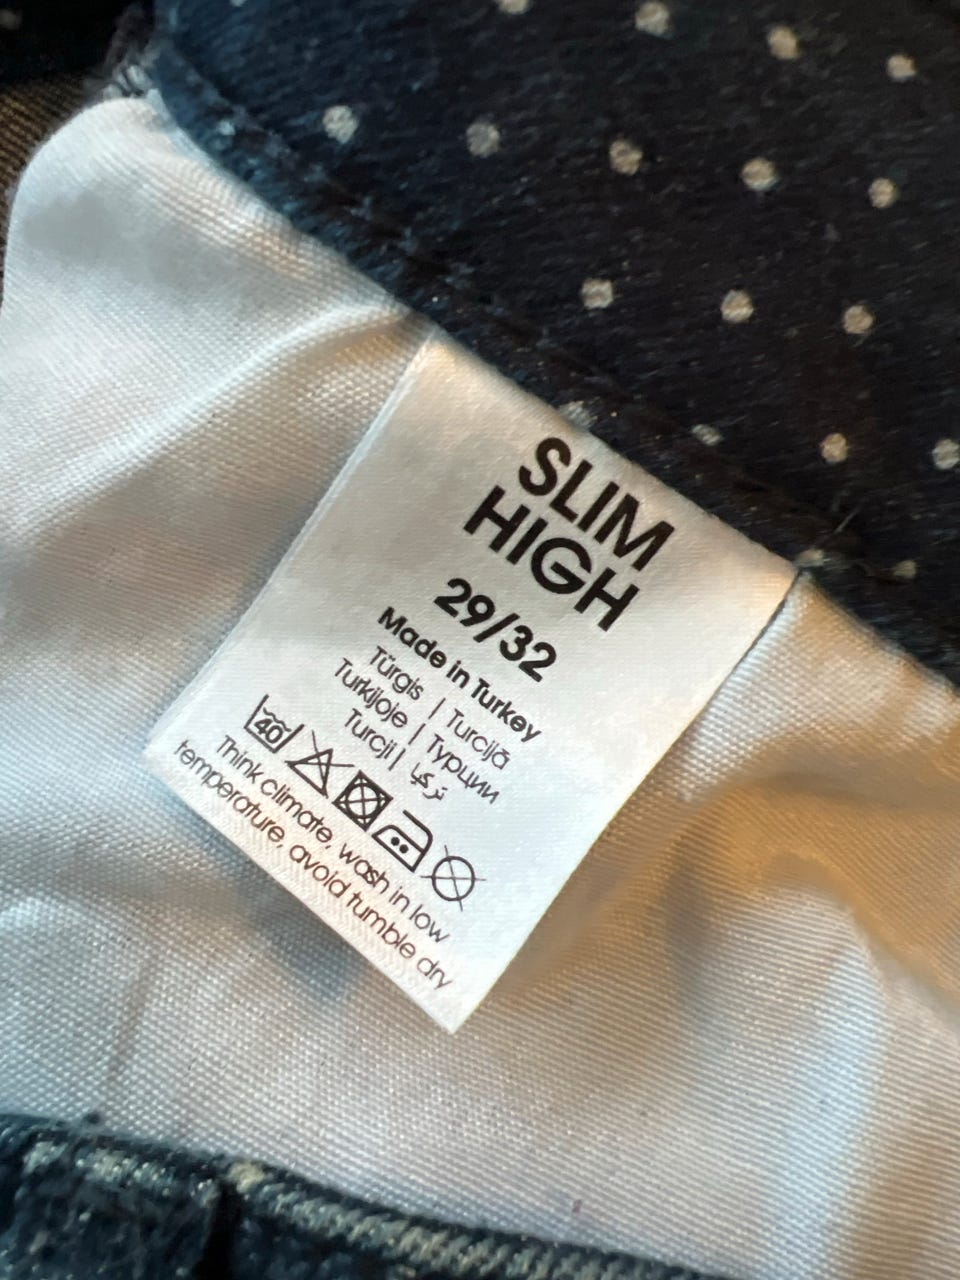 SLIM
HIGH
29/32
Made in Turkey
Türgis | Turcijā
Turkijoje | Турции
Turcji | تركيا
40
Think climate, wash in low
temperature, avoid tumble dry